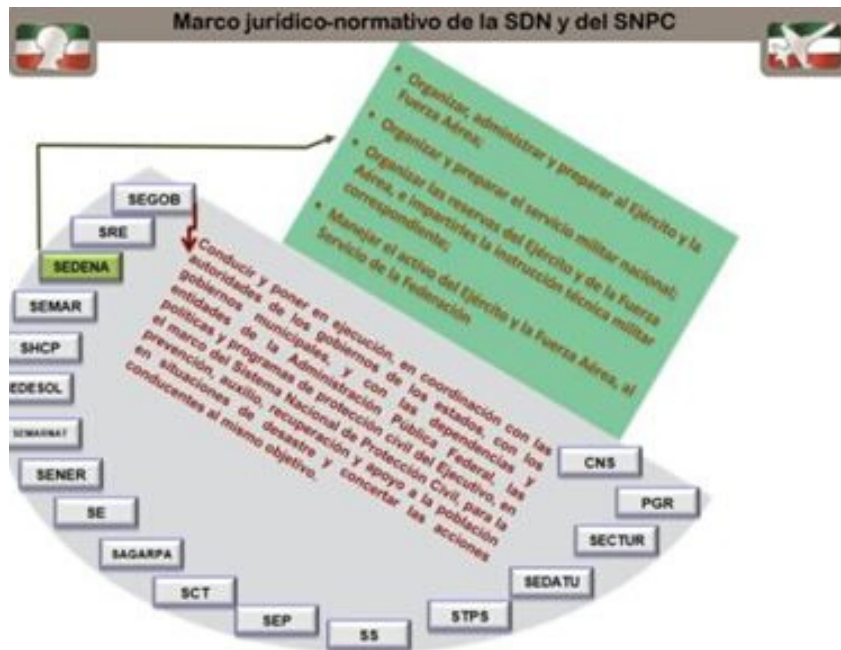 Marco jurídico-normativo de la SDN y del SNPC
• Organizar, administrar y preparar al Ejército y la
Fuerza Aérea;
• Organizar y preparar el servicio militar nacional;
• Organizar las reservas del Ejército y de la Fuerza
Aérea, e impartirles la instrucción técnica militar
correspondiente;
• Manejar el activo del Ejército y la Fuerza Aérea, al
Servicio de la Federación
SEGOB
SRE
SEDENA
SEMAR
SHCP
EDESOL
SEMARNAT
SENER
SE
SAGARPA
SCT
SEP
SS
STPS
SEDATU
SECTUR
PGR
CNS
Conducir y poner en ejecución, en coordinación con las
autoridades de los gobiernos de los estados, con los
gobiernos municipales, y con las dependencias y
entidades de la Administración Pública Federal, las
políticas y programas de protección civil del Ejecutivo, en
el marco del Sistema Nacional de Protección Civil, para la
prevención, auxilio, recuperación y apoyo a la población
en situaciones de desastre y concertar las acciones
conducentes al mismo objetivo.